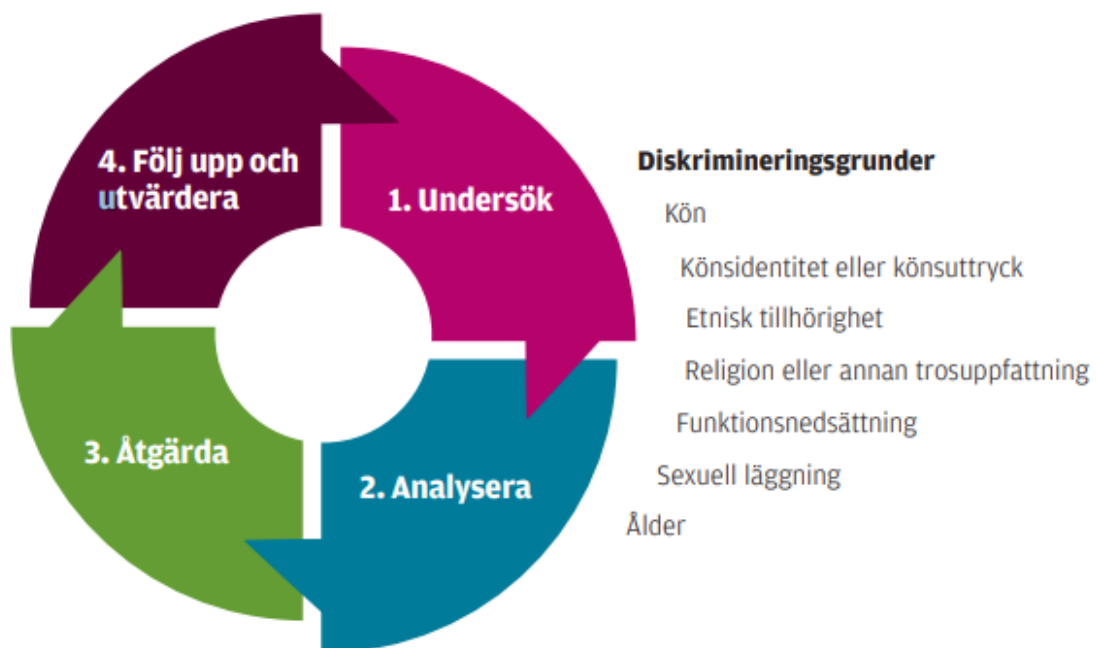 4. Följ upp och
utvärdera
1. Undersök
2. Analysera
3. Åtgärda
Diskrimineringsgrunder
Kön
Könsidentitet eller könsuttryck
Etnisk tillhörighet
Religion eller annan trosuppfattning
Funktionsnedsättning
Sexuell läggning
Ålder